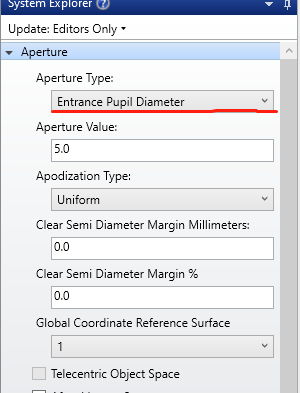 System Explorer ?
Update: Editors Only
Aperture
Aperture Type:
Entrance Pupil Diameter
Aperture Value:
5.0
Apodization Type:
Uniform
Clear Semi Diameter Margin Millimeters:
0.0
Clear Semi Diameter Margin %
0.0
Global Coordinate Reference Surface
1
Telecentric Object Space